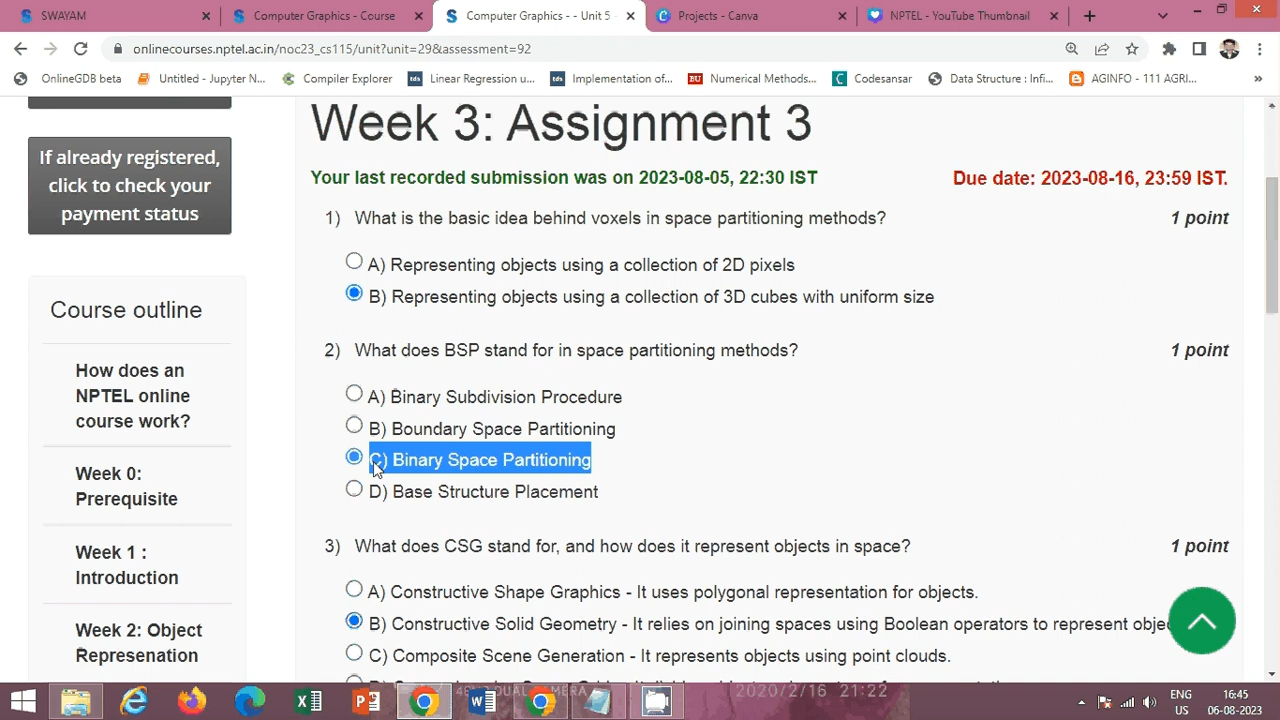 SWAYAM
Computer Graphics - Course
Computer Graphics - - Unit 5 -
Projects - Canva
NPTEL - YouTube Thumbnail
onlinecourses.nptel.ac.in/noc23_cs115/unit?unit=29&assessment=92
OnlineGDB beta
Untitled - Jupyter N...
Compiler Explorer
Linear Regression u...
Implementation of...
Numerical Methods...
Codesansar
Data Structure : Infi...
AGINFO - 111 AGRI...
If already registered,
click to check your
payment status
Course outline
How does an
NPTEL online
course work?
Week 0:
Prerequisite
Week 1 :
Introduction
Week 2: Object
Represenation
Week 3: Assignment 3
Your last recorded submission was on 2023-08-05, 22:30 IST
Due date: 2023-08-16, 23:59 IST.
1) What is the basic idea behind voxels in space partitioning methods? 1 point
A) Representing objects using a collection of 2D pixels
B) Representing objects using a collection of 3D cubes with uniform size
2) What does BSP stand for in space partitioning methods? 1 point
A) Binary Subdivision Procedure
B) Boundary Space Partitioning
C) Binary Space Partitioning
D) Base Structure Placement
3) What does CSG stand for, and how does it represent objects in space? 1 point
A) Constructive Shape Graphics - It uses polygonal representation for objects.
B) Constructive Solid Geometry - It relies on joining spaces using Boolean operators to represent
C) Composite Scene Generation - It represents objects using point clouds.
DUAL CAMERA
2020/2/16 21:22
ENG
US
16:45
06-08-2023